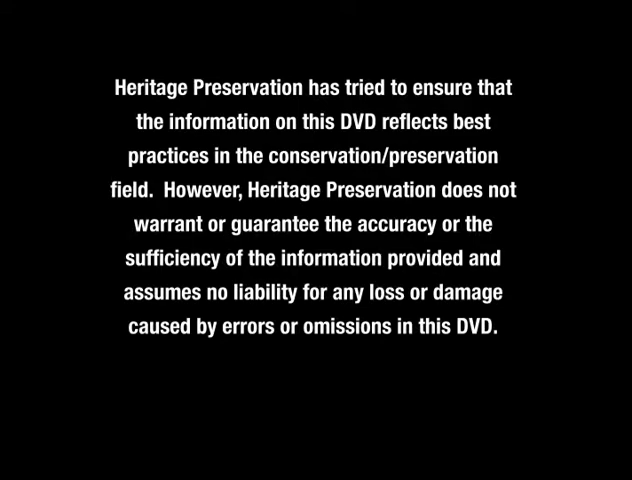 Heritage Preservation has tried to ensure that
the information on this DVD reflects best
practices in the conservation/preservation
field.  However, Heritage Preservation does not
warrant or guarantee the accuracy or the
sufficiency of the information provided and
assumes no liability for any loss or damage
caused by errors or omissions in this DVD.